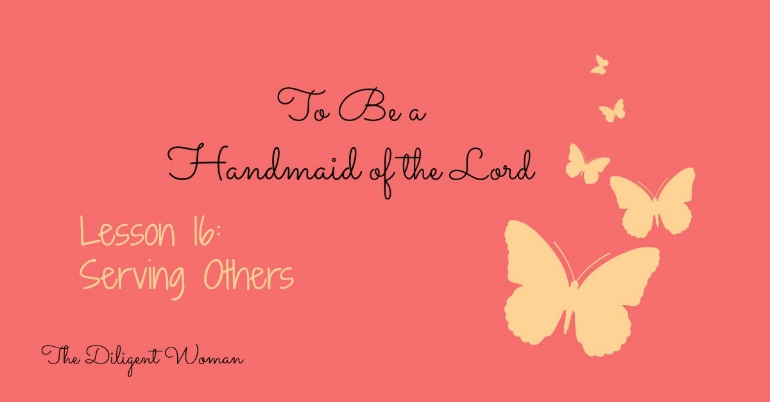 To Be a
Handmaid of the Lord
Lesson 16:
Serving Others
The Diligent Woman